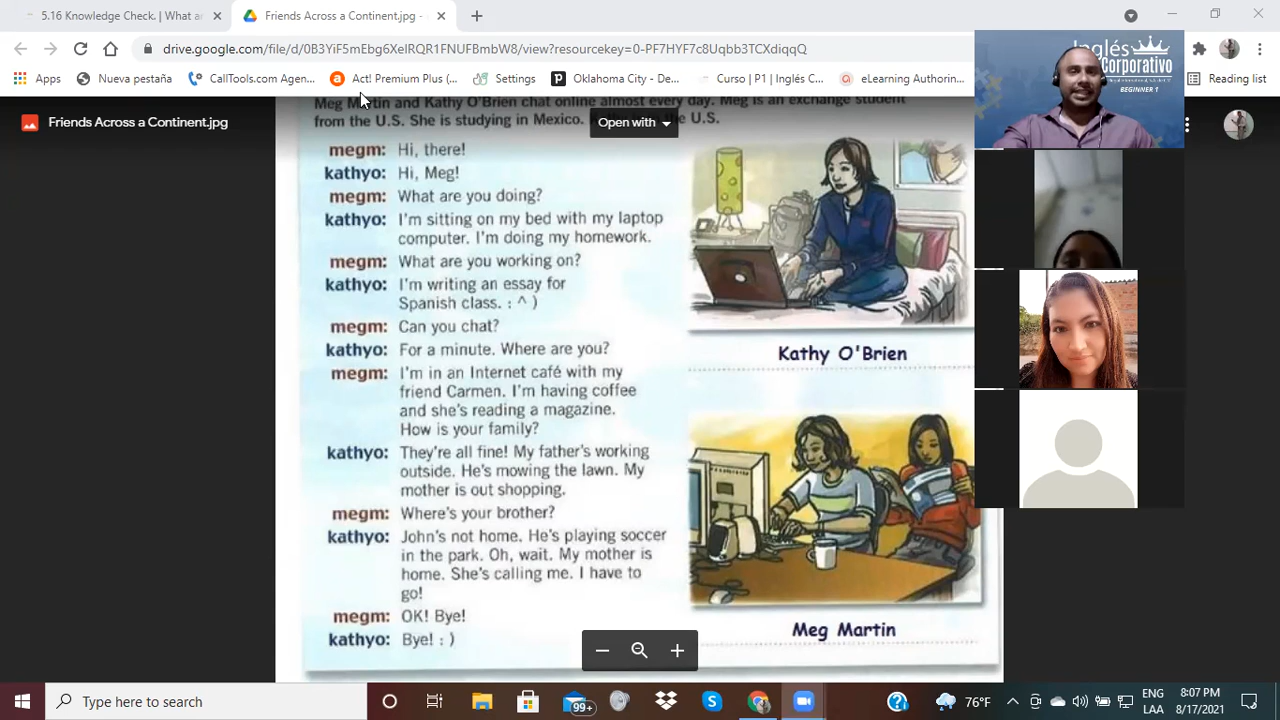 5.16 Knowledge Check. | What ar
Friends Across a Continent.jpg -
drive.google.com/file/d/0B3YiF5mEbg6XelRQR1FNUFBmbW8/view?resourcekey=0-PF7HYF7c8Uqbb3TCXdiqqQ
Apps
Nueva pestaña
CallTools.com Agen...
Act! Premium Plus (...
Settings
Oklahoma City - De...
Curso | P1 | Inglés C...
eLearning Authorin...
Reading list
Inglés
Corporativo
BEGINNER 1
Friends Across a Continent.jpg
Open with
Meg Martin and Kathy O'Brien chat online almost every day. Meg is an exchange student
from the U.S. She is studying in Mexico. the U.S.
megm: Hi, there!
kathyo: Hi, Meg!
megm: What are you doing?
kathyo: I'm sitting on my bed with my laptop
computer. I'm doing my homework.
megm: What are you working on?
kathyo: I'm writing an essay for
Spanish class. : ^ )
megm: Can you chat?
kathyo: For a minute. Where are you?
megm: I'm in an Internet café with my
friend Carmen. I'm having coffee
and she's reading a magazine.
How is your family?
kathyo: They're all fine! My father's working
outside. He's mowing the lawn. My
mother is out shopping.
megm: Where's your brother?
kathyo: John's not home. He's playing soccer
in the park. Oh, wait. My mother is
home. She's calling me. I have to
go!
megm: OK! Bye!
kathyo: Bye! : )
Kathy O'Brien
Meg Martin
Type here to search
99+
76°F
ENG
LAA
8:07 PM
8/17/2021